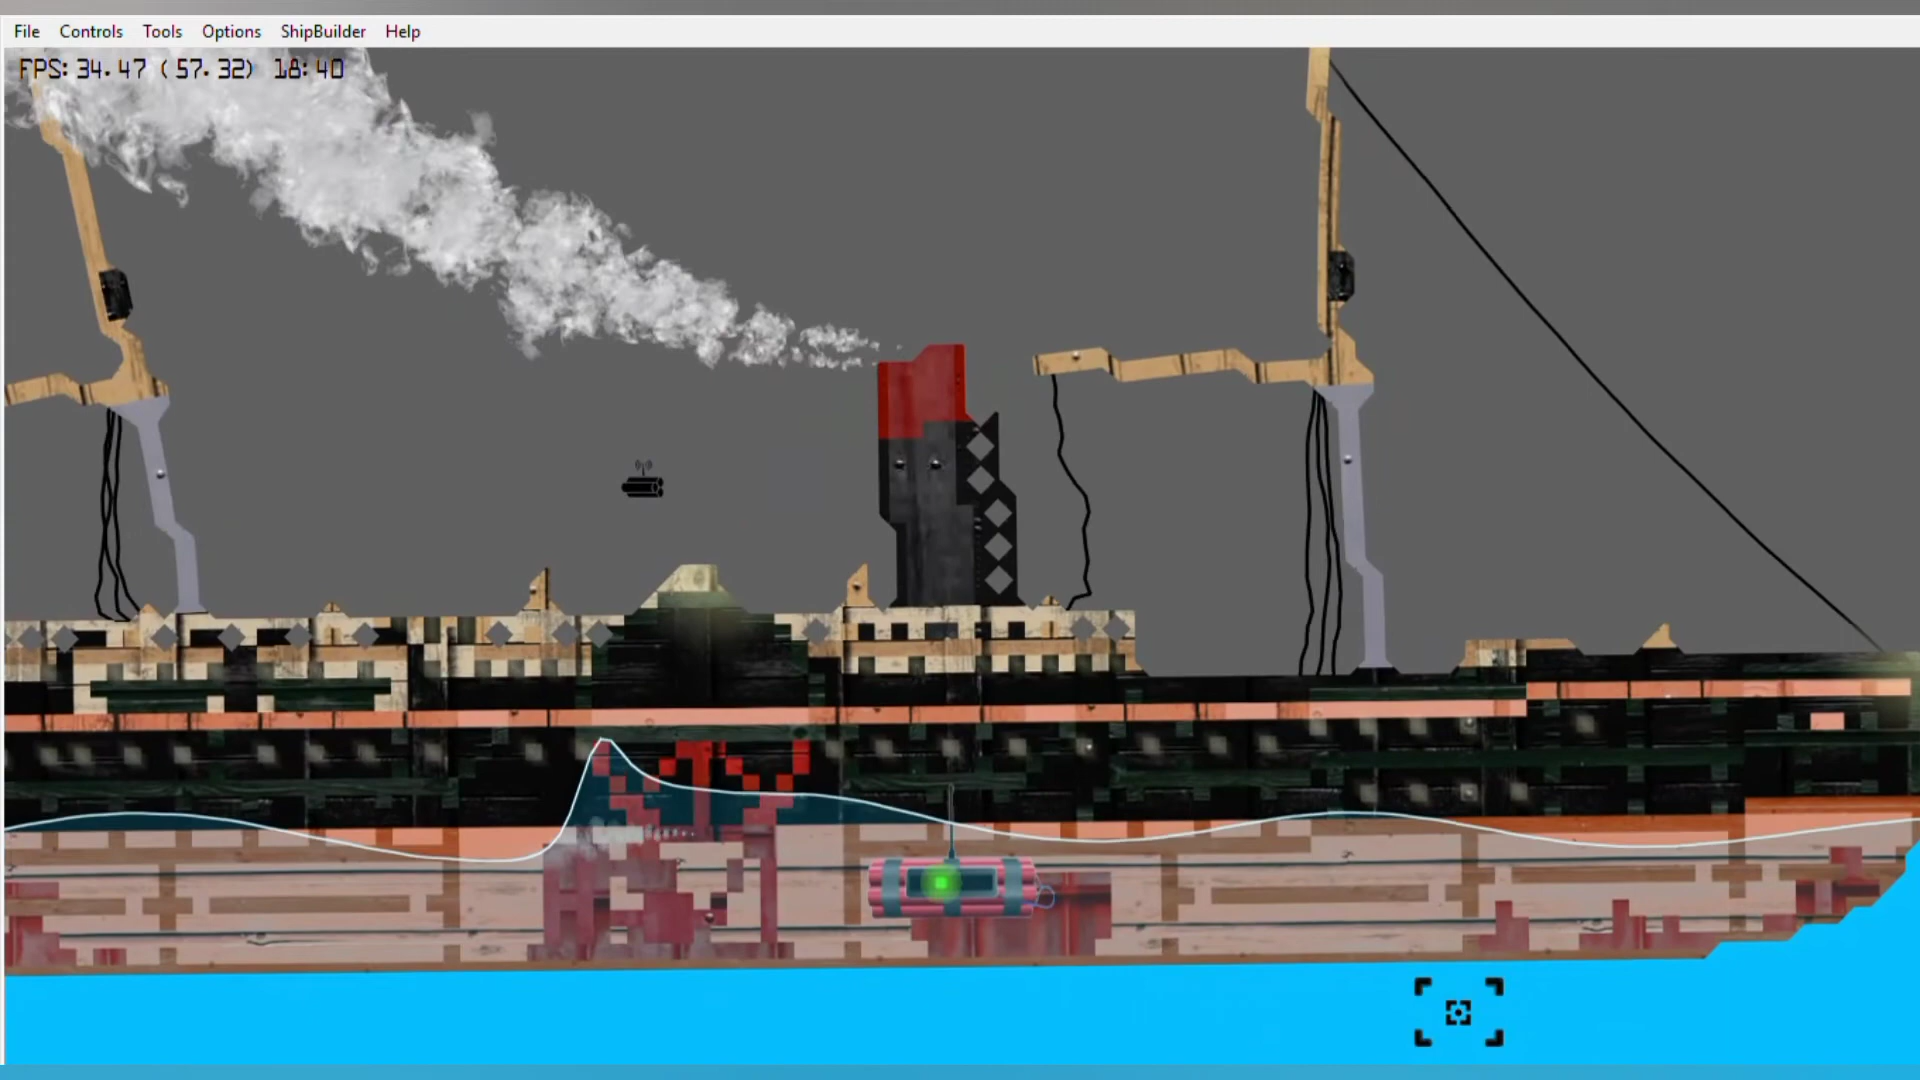 File Controls Tools Options ShipBuilder Help
FPS: 34.47 (57.32) 18:40